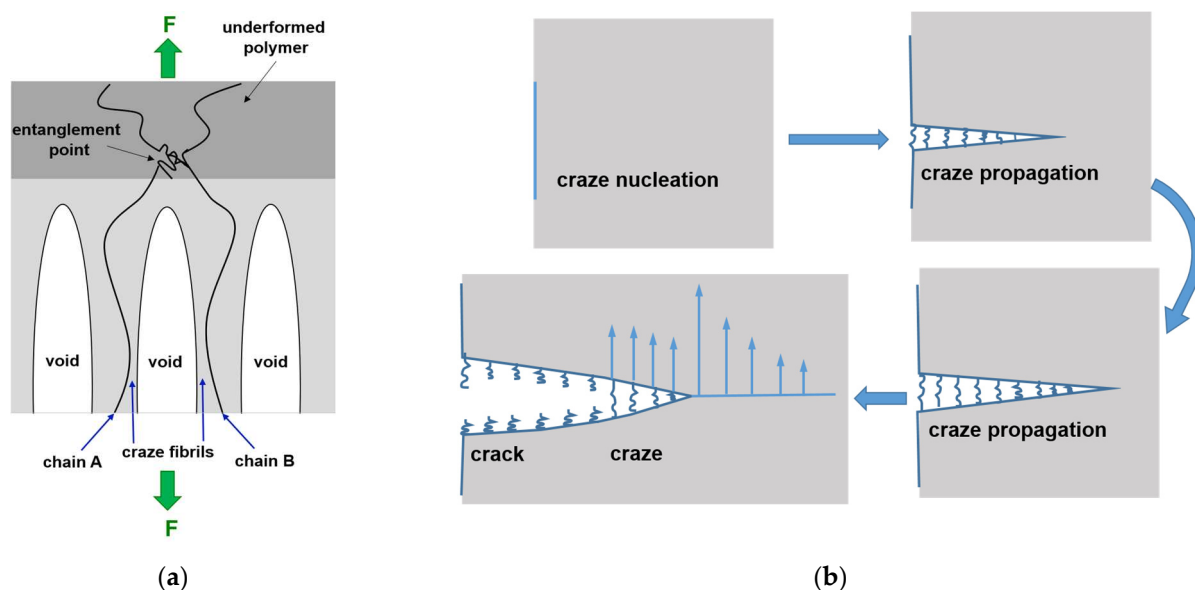 F
underformed
polymer
entanglement
point
void
void
void
chain A
craze fibrils
chain B
F
(a)
craze nucleation
craze propagation
craze propagation
crack
craze
(b)